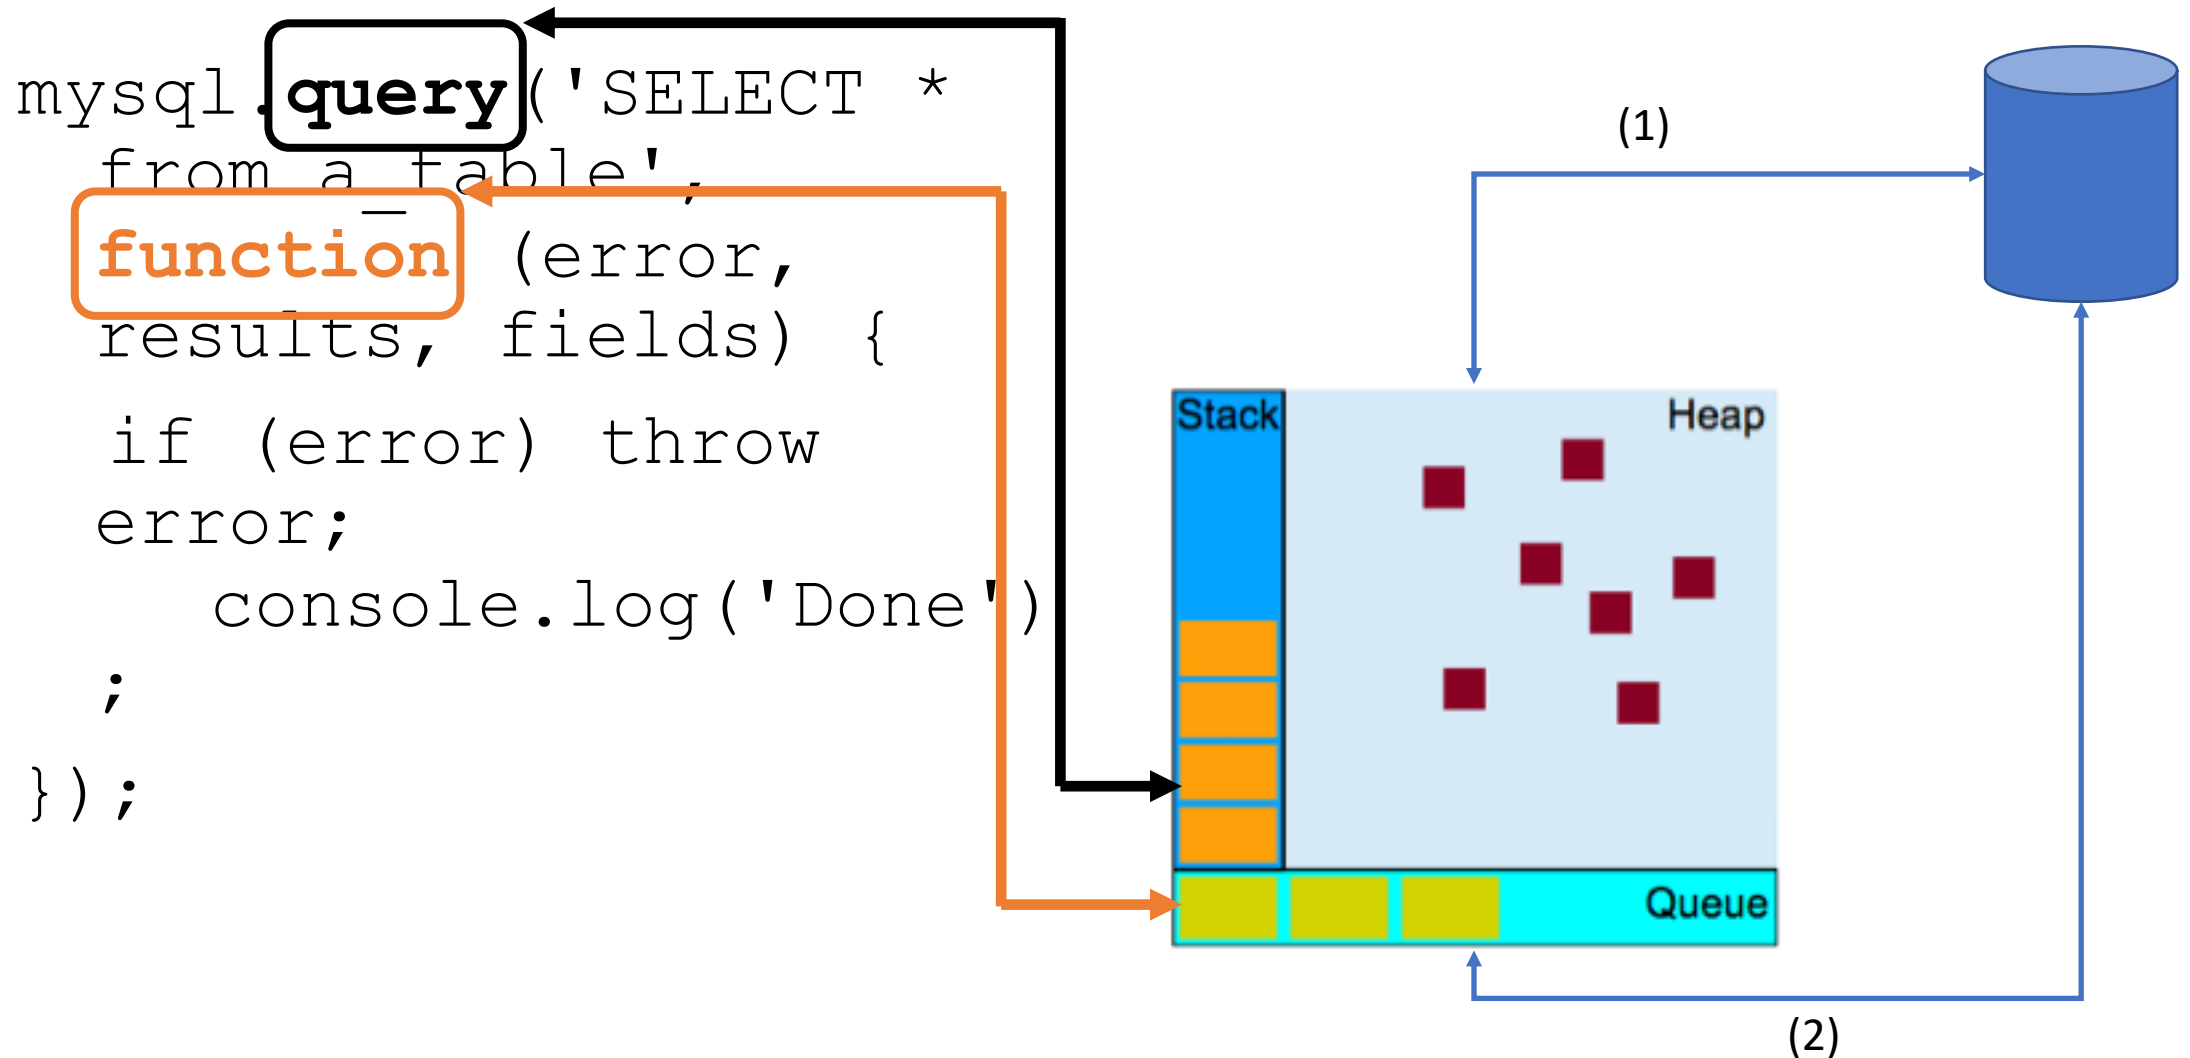 mysql.query('SELECT *
from a_table',
function (error,
results, fields) {
if (error) throw
error;
console.log('Done')
;
});
(1)
Stack
Heap
Queue
(2)